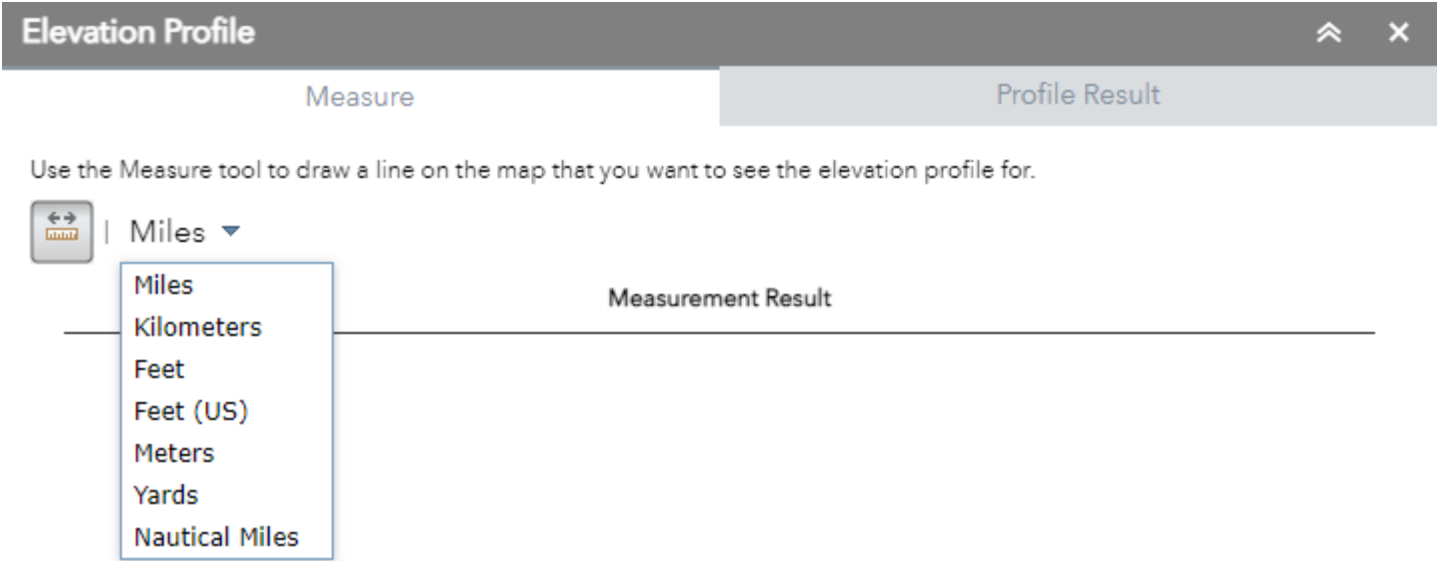 Elevation Profile
Measure
Profile Result
Use the Measure tool to draw a line on the map that you want to see the elevation profile for.
Miles
Miles
Kilometers
Feet
Feet (US)
Meters
Yards
Nautical Miles
Measurement Result